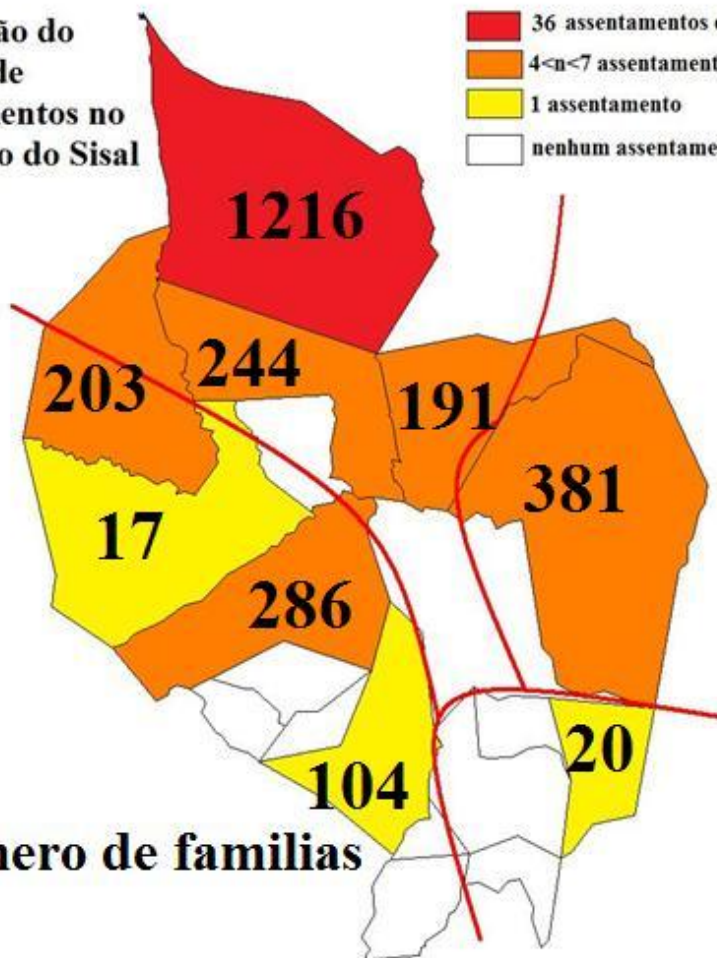 ão do
de
entos no
o do Sisal
36 assentamentos
4<n<7 assentament
1 assentamento
nenhum assentame
1216
203
244
191
381
17
286
104
20
nero de familias